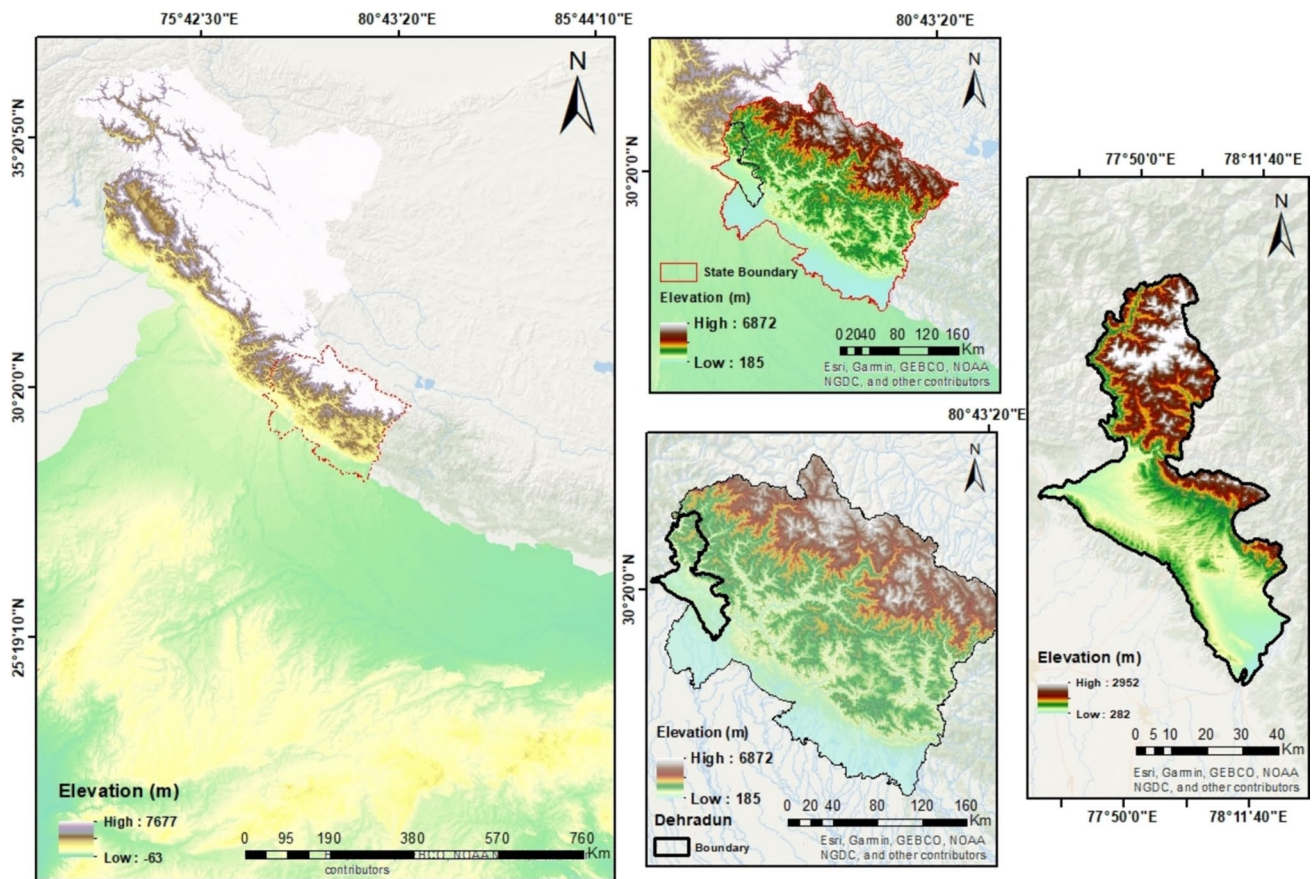 75°42'30"E
80°43'20"E
85°44'10"E
N
35°20'50"N
30°20'0"N
25°19'10"N
Elevation (m)
High : 7677
Low : -63
0 95 190 380 570 760
Km
BCO, NOAA N
contributors
80°43'20"E
N
30°20'0"N
State Boundary
Elevation (m)
High : 6872
Low : 185
0 20 40 80 120 160
Km
Esri, Garmin, GEBCO, NOAA
NGDC, and other contributors
80°43'20"E
N
30°20'0"N
Elevation (m)
High : 6872
Low : 185
Dehradun
Boundary
0 20 40 80 120 160
Km
Esri, Garmin, GEBCO, NOAA
NGDC, and other contributors
77°50'0"E
78°11'40"E
N
Elevation (m)
High : 2952
Low : 282
0 5 10 20 30 40
Km
Esri, Garmin, GEBCO, NOAA
NGDC, and other contributors
77°50'0"E
78°11'40"E